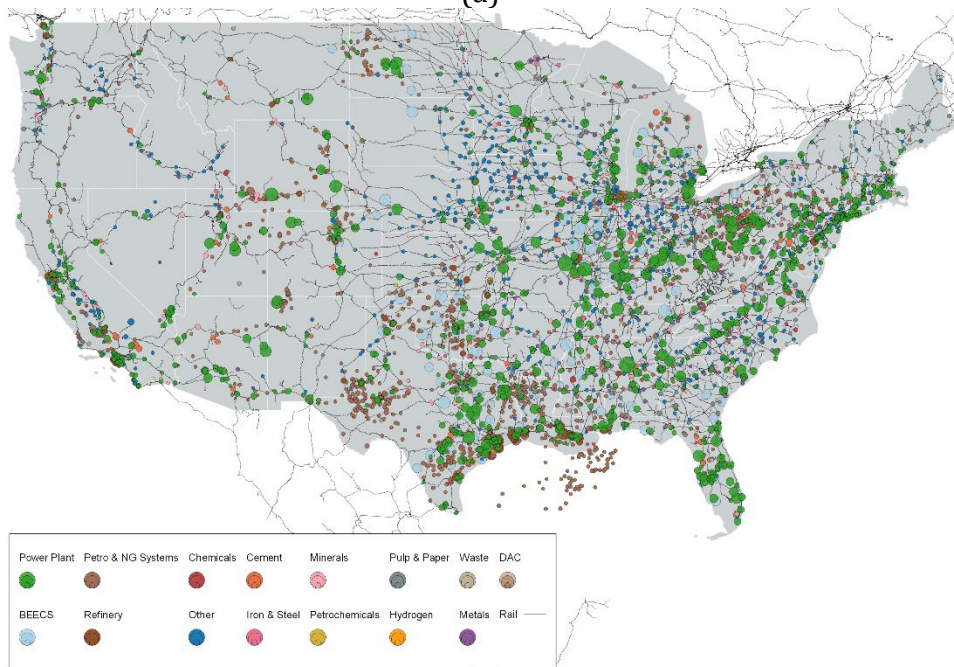 (a)
Power Plant Petro & NG Systems Chemicals Cement Minerals Pulp & Paper Waste DAC
BEECS Refinery Other Iron & Steel Petrochemicals Hydrogen Metals Rail